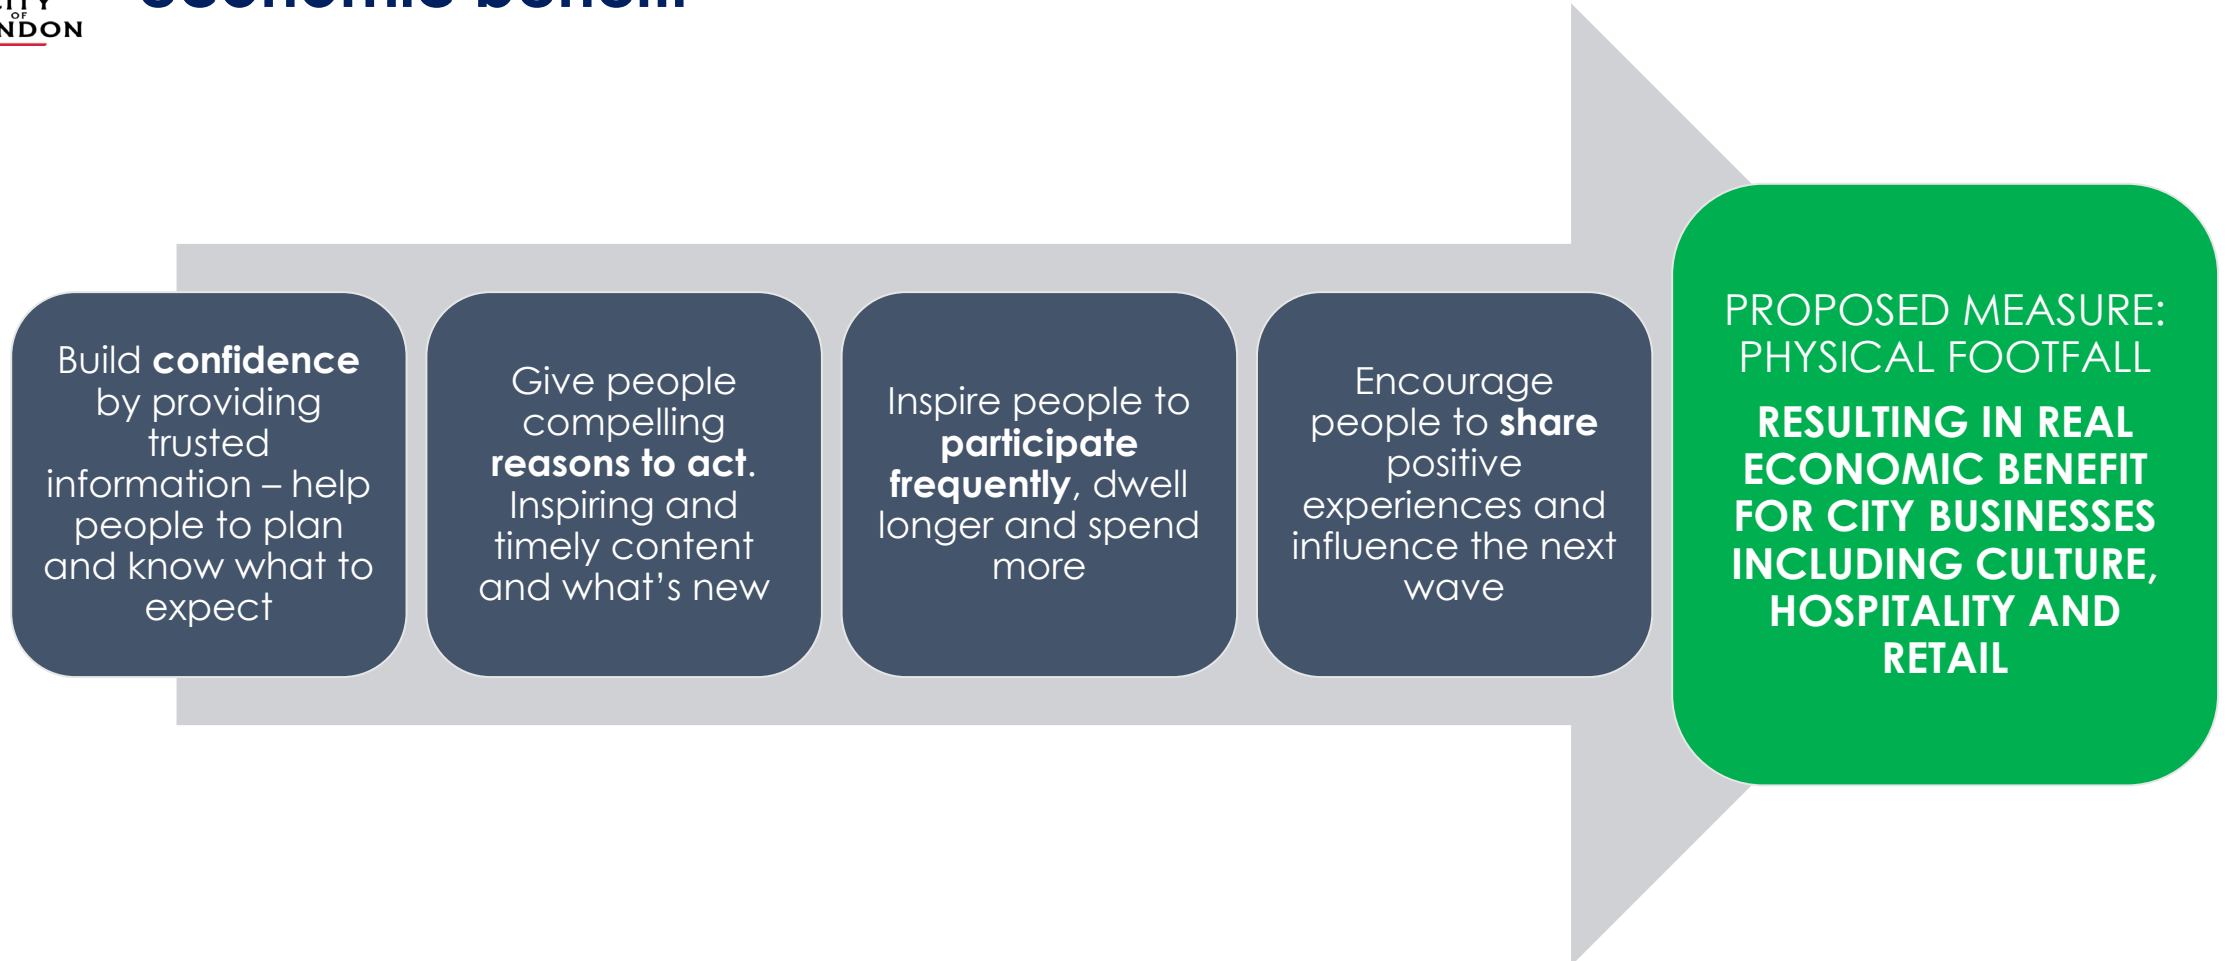 OF
economic benefit
Build confidence
by providing
trusted
information – help
people to plan
and know what to
expect
Give people
compelling
reasons to act.
Inspiring and
timely content
and what’s new
Inspire people to
participate
frequently, dwell
longer and spend
more
Encourage
people to share
positive
experiences and
influence the next
wave
PROPOSED MEASURE:
PHYSICAL FOOTFALL
RESULTING IN REAL
ECONOMIC BENEFIT
FOR CITY BUSINESSES
INCLUDING CULTURE,
HOSPITALITY AND
RETAIL